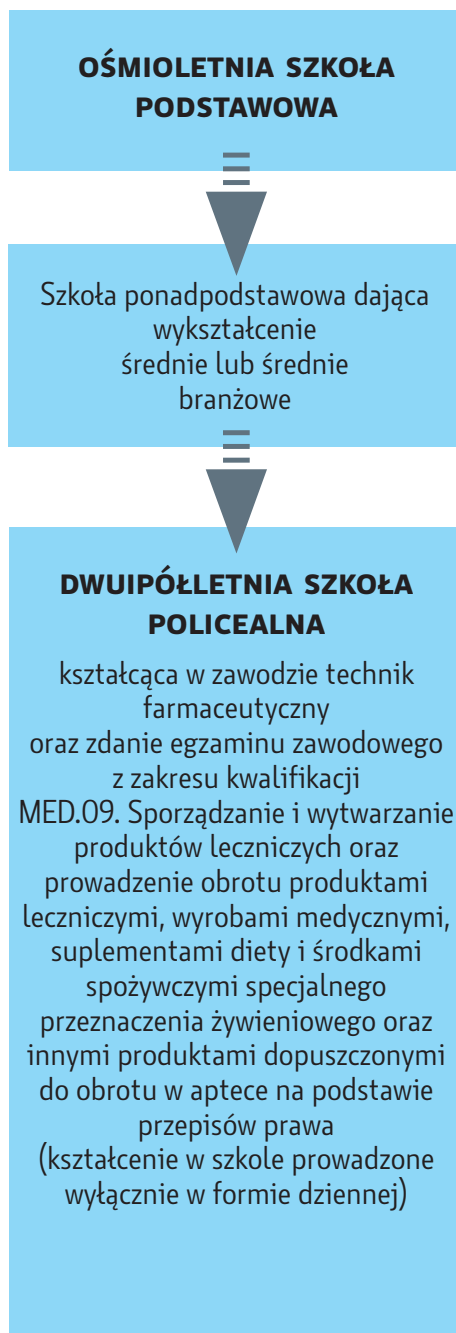 OŚMIOLETNIA SZKOŁA
PODSTAWOWA
Szkoła ponadpodstawowa dająca
wykształcenie
średnie lub średnie
branżowe
DWUIPÓŁLETNIA SZKOŁA
POLICEALNA
kształcąca w zawodzie technik
farmaceutyczny
oraz zdanie egzaminu zawodowego
z zakresu kwalifikacji
MED.09. Sporządzanie i wytwarzanie
produktów leczniczych oraz
prowadzenie obrotu produktami
leczniczymi, wyrobami medycznymi,
suplementami diety i środkami
spożywczymi specjalnego
przeznaczenia żywieniowego oraz
innymi produktami dopuszczonymi
do obrotu w aptece na podstawie
przepisów prawa
(kształcenie w szkole prowadzone
wyłącznie w formie dziennej)